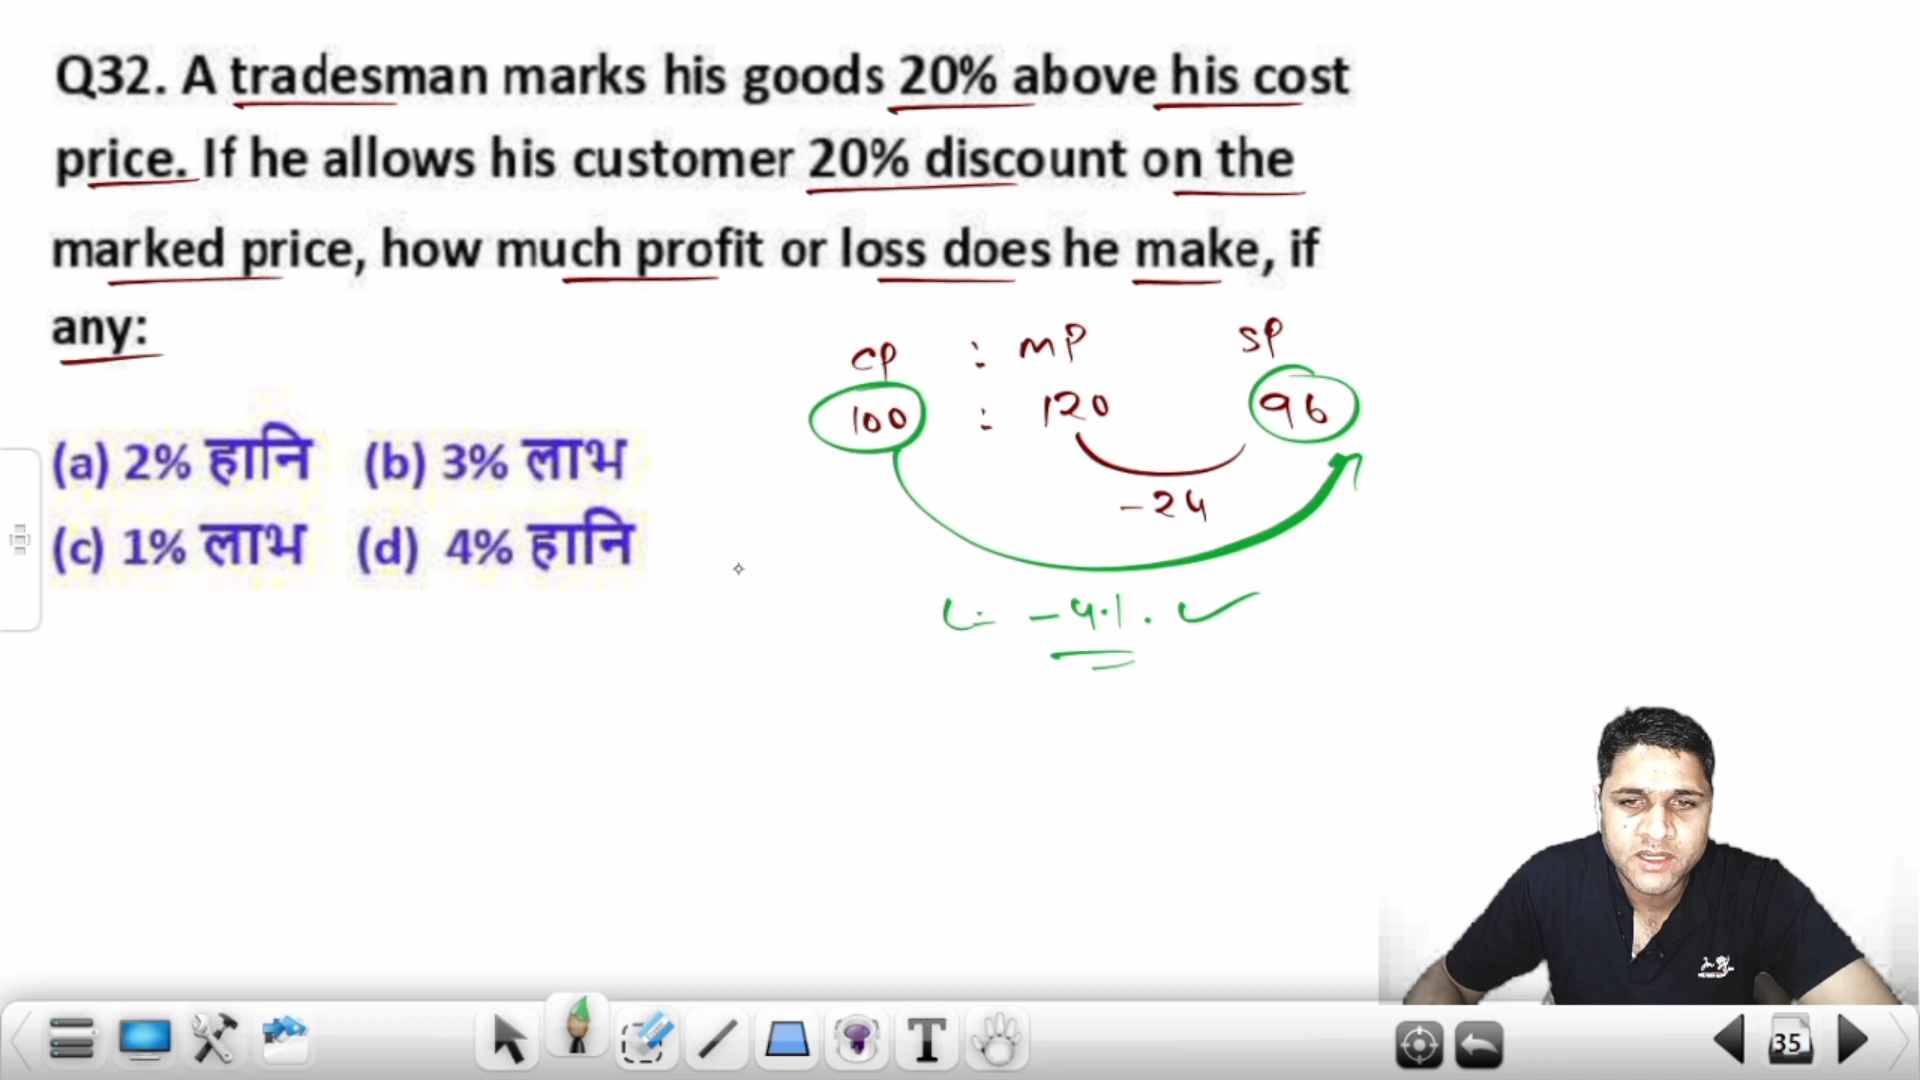 Q32. A tradesman marks his goods 20% above his cost
price. If he allows his customer 20% discount on the
marked price, how much profit or loss does he make, if
any:
CP : MP SP
100 : 120 96
-24
(a) 2% हानि (b) 3% लाभ
(c) 1% लाभ (d) 4% हानि
L = -4%.
T
35